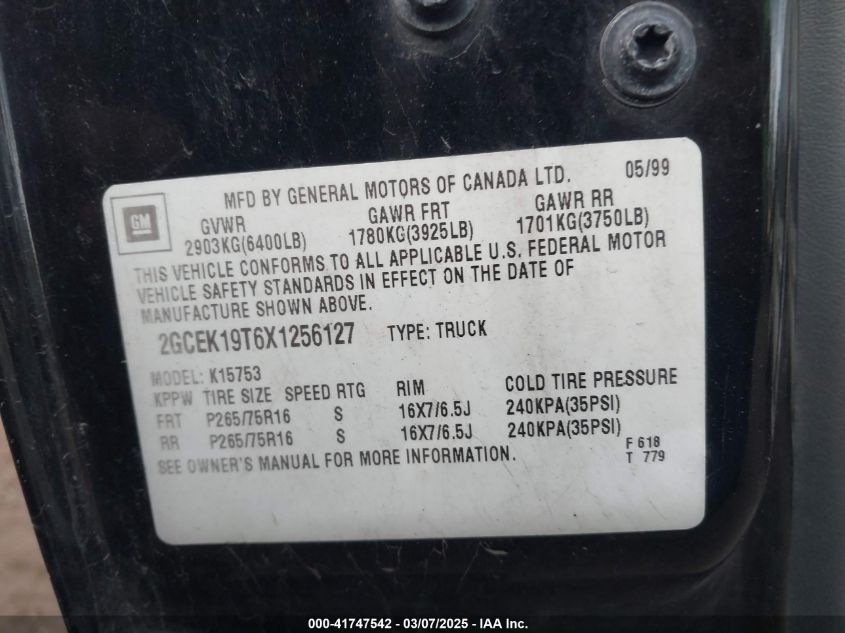 MFD BY GENERAL MOTORS OF CANADA LTD. 05/99
GM
GVWR GAWR FRT GAWR RR
2903KG(6400LB) 1780KG(3925LB) 1701KG(3750LB)
THIS VEHICLE CONFORMS TO ALL APPLICABLE U.S. FEDERAL MOTOR
VEHICLE SAFETY STANDARDS IN EFFECT ON THE DATE OF
MANUFACTURE SHOWN ABOVE.
2GCEK19T6X1256127 TYPE: TRUCK
MODEL: K15753
KPPW TIRE SIZE SPEED RTG RIM COLD TIRE PRESSURE
FRT P265/75R16 S 16X7/6.5J 240KPA(35PSI)
RR P265/75R16 S 16X7/6.5J 240KPA(35PSI)
SEE OWNER'S MANUAL FOR MORE INFORMATION.
F 618
T 779
000-41747542 - 03/07/2025 - IAA Inc.